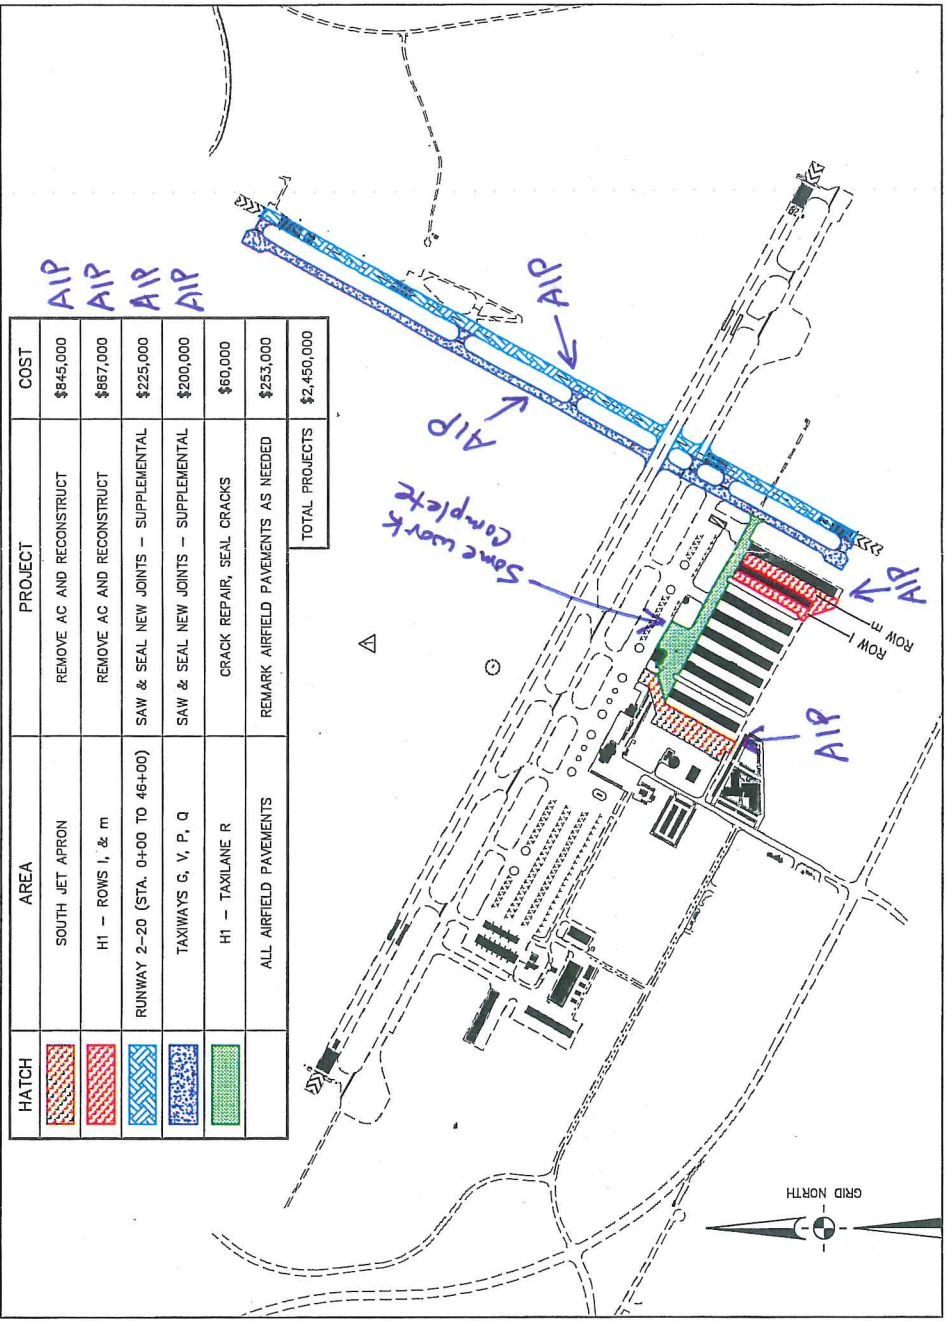 HATCH AREA PROJECT COST
SOUTH JET APRON REMOVE AC AND RECONSTRUCT $845,000 AIP
H1 - ROWS l, & m REMOVE AC AND RECONSTRUCT $867,000 AIP
RUNWAY 2-20 (STA. 0+00 TO 46+00) SAW & SEAL NEW JOINTS - SUPPLEMENTAL $225,000 AIP
TAXIWAYS G, V, P, Q SAW & SEAL NEW JOINTS - SUPPLEMENTAL $200,000 AIP
H1 - TAXILANE R CRACK REPAIR, SEAL CRACKS $60,000
ALL AIRFIELD PAVEMENTS REMARK AIRFIELD PAVEMENTS AS NEEDED $253,000
TOTAL PROJECTS $2,450,000
AIP
AIP
Some work
Complete
AIP
AIP
ROW l
ROW m
GRID NORTH